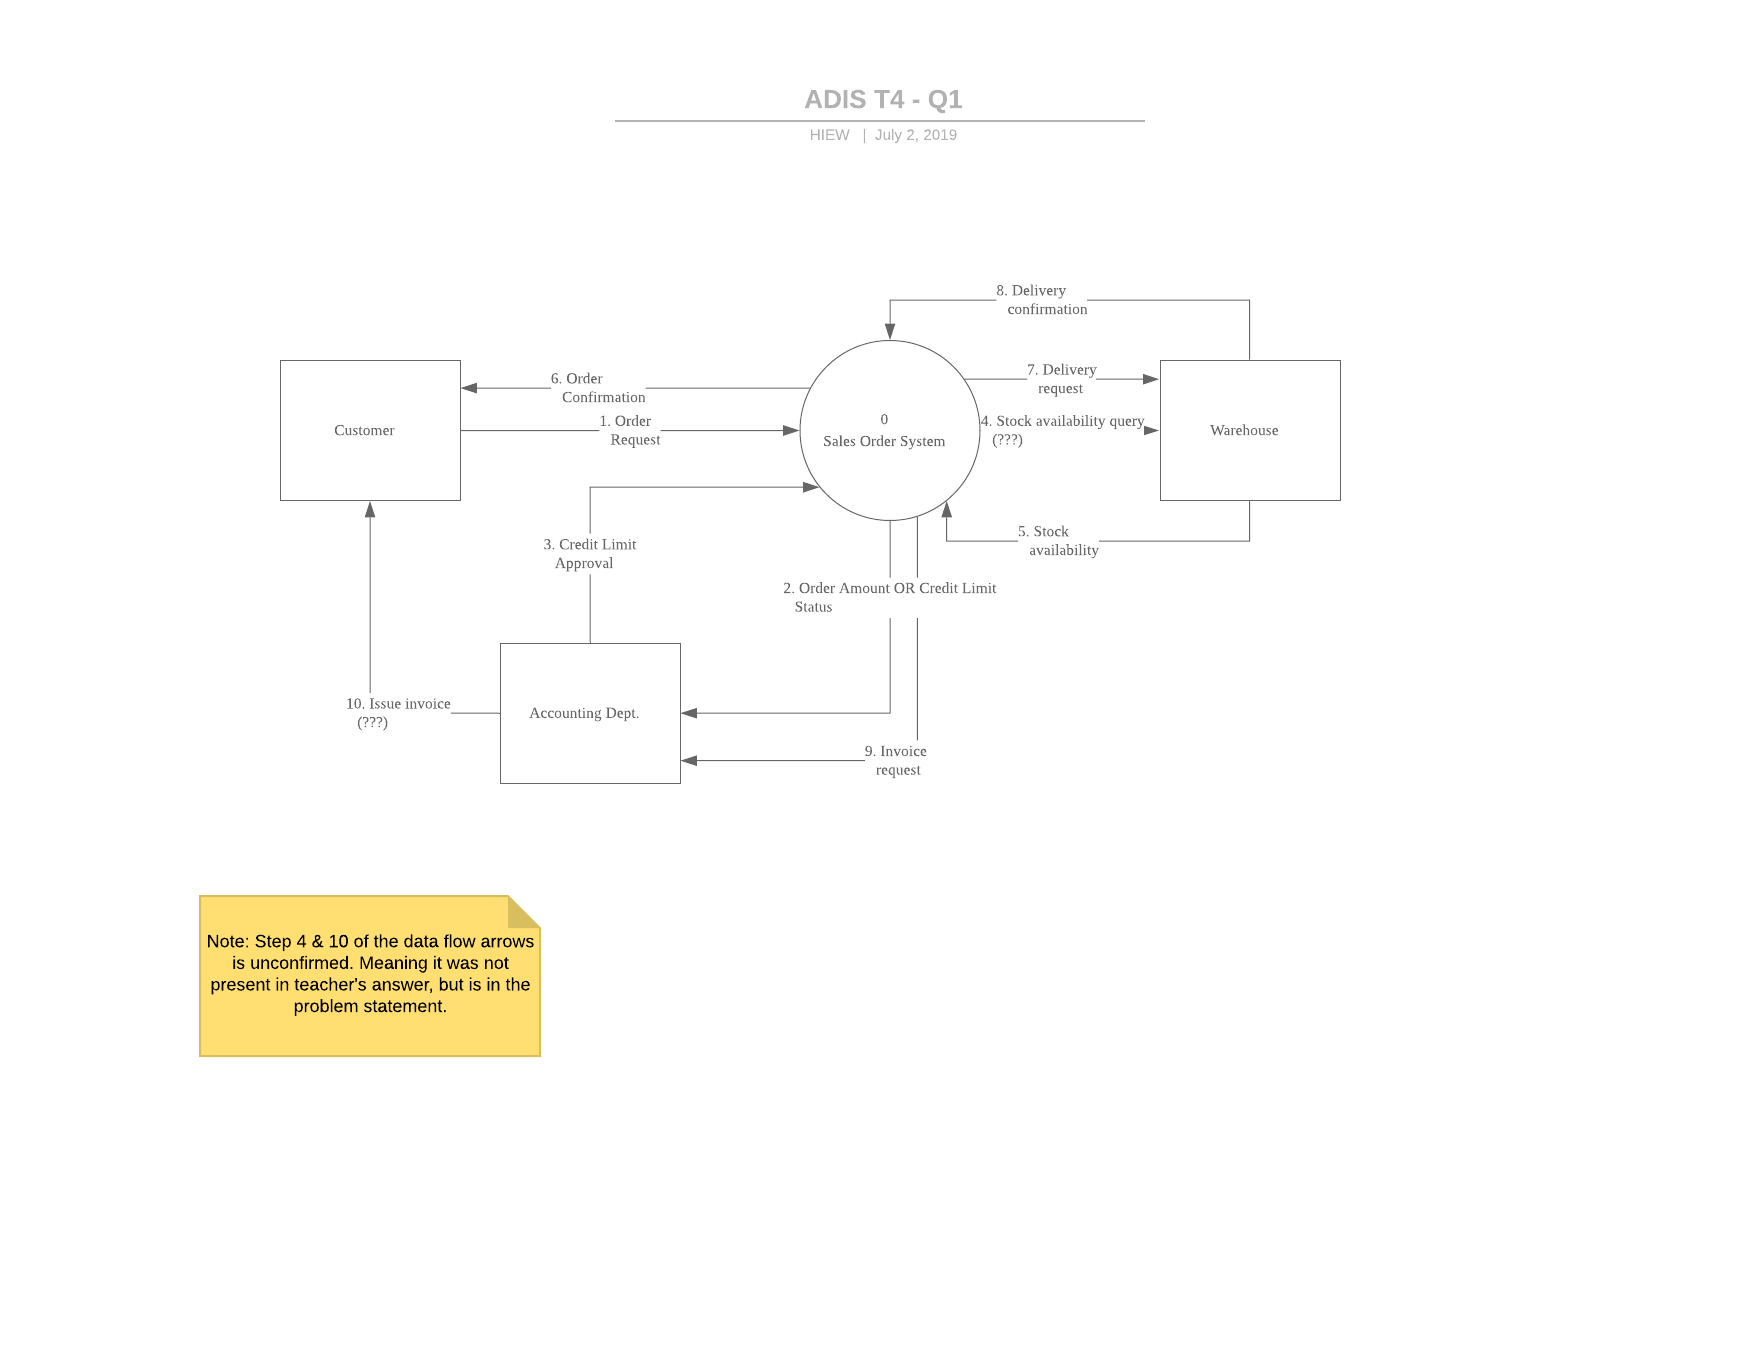 ADIS T4 - Q1
HIEW | July 2, 2019
8. Delivery
confirmation
7. Delivery
request
6. Order
Confirmation
1. Order
Request
Customer
0
Sales Order System
4. Stock availability query
(???)
Warehouse
5. Stock
availability
3. Credit Limit
Approval
2. Order Amount OR Credit Limit
Status
10. Issue invoice
(???)
Accounting Dept.
9. Invoice
request
Note: Step 4 & 10 of the data flow arrows
is unconfirmed. Meaning it was not
present in teacher's answer, but is in the
problem statement.